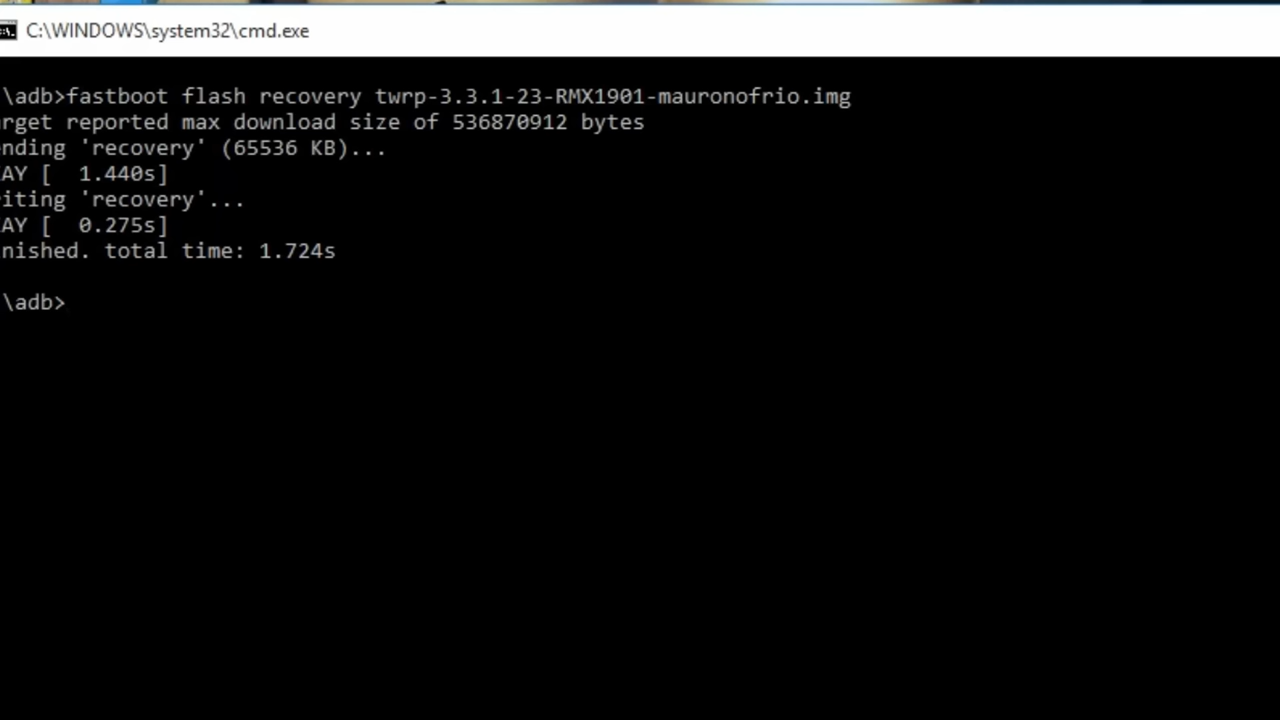 C:\WINDOWS\system32\cmd.exe
\adb>fastboot flash recovery twrp-3.3.1-23-RMX1901-mauronofrio.img
arget reported max download size of 536870912 bytes
ending 'recovery' (65536 KB)...
AY [  1.440s]
iting 'recovery'...
AY [  0.275s]
nished. total time: 1.724s
\adb>